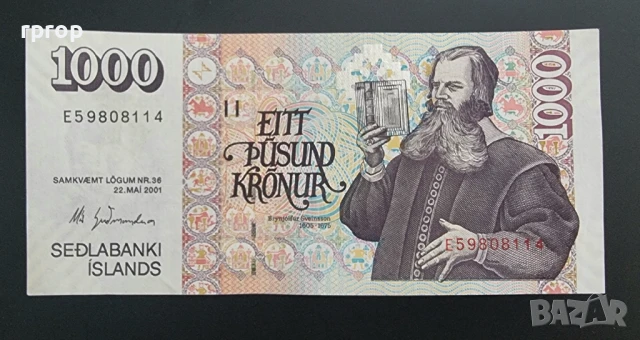 rprop
1000
E59808114
SAMKVÆMT LÖGUM NR. 36
22. MAÍ 2001
SEÐLABANKI
ÍSLANDS
EITT
ÞÚSUND
KRÓNUR
Brynjólfur Sveinsson
1605-1675
1000
E59808114
BAZAR